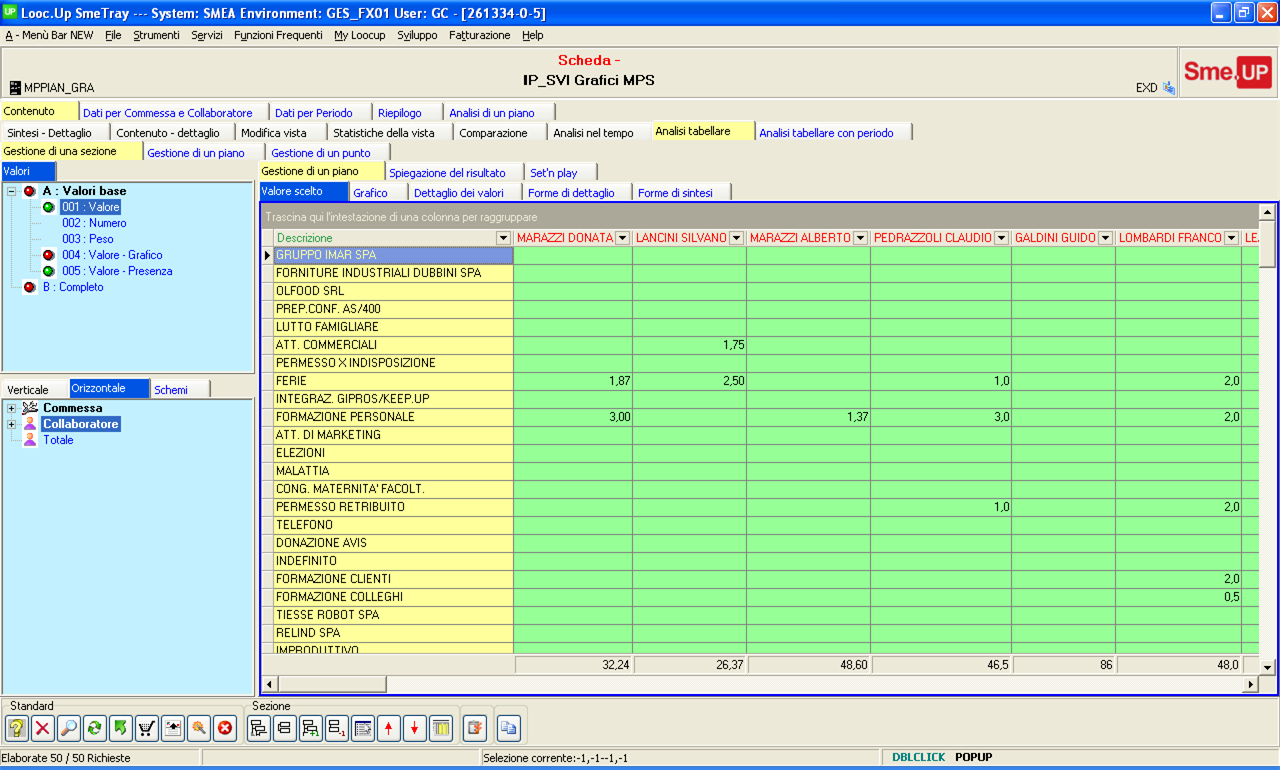 UP Looc.Up SmeTray --- System: SMEA Environment: GES_FX01 User: GC - [261334-0-5]
A - Menù Bar NEW File Strumenti Servizi Funzioni Frequenti My Loocup Sviluppo Fatturazione Help
Scheda -
IP_SVI Grafici MPS
MPPIAN_GRA
EXD
Sme.UP
Contenuto Dati per Commessa e Collaboratore Dati per Periodo Riepilogo Analisi di un piano
Sintesi - Dettaglio Contenuto - dettaglio Modifica vista Statistiche della vista Comparazione Analisi nel tempo Analisi tabellare Analisi tabellare con periodo
Gestione di una sezione Gestione di un piano Gestione di un punto
Valori
A : Valori base
001 : Valore
002 : Numero
003 : Peso
004 : Valore - Grafico
005 : Valore - Presenza
B : Completo
Verticale Orizzontale Schemi
Commessa
Collaboratore
Totale
Gestione di un piano Spiegazione del risultato Set'n play
Valore scelto Grafico Dettaglio dei valori Forme di dettaglio Forme di sintesi
Trascina qui l'intestazione di una colonna per raggruppare
Descrizione MARAZZI DONATA LANCINI SILVANO MARAZZI ALBERTO PEDRAZZOLI CLAUDIO GALDINI GUIDO LOMBARDI FRANCO LE
GRUPPO IMAR SPA
FORNITURE INDUSTRIALI DUBBINI SPA
OLFOOD SRL
PREP.CONF. AS/400
LUTTO FAMIGLIARE
ATT. COMMERCIALI 1,75
PERMESSO X INDISPOSIZIONE
FERIE 1,87 2,50 1,0 2,0
INTEGRAZ. GIPROS/KEEP.UP
FORMAZIONE PERSONALE 3,00 1,37 3,0 2,0
ATT. DI MARKETING
ELEZIONI
MALATTIA
CONG. MATERNITA' FACOLT.
PERMESSO RETRIBUITO 1,0 2,0
TELEFONO
DONAZIONE AVIS
INDEFINITO
FORMAZIONE CLIENTI 2,0
FORMAZIONE COLLEGHI 0,5
TIESSE ROBOT SPA
RELIND SPA
IMPRODUTTIVO
32,24 26,37 48,60 46,5 86 48,0
Standard Sezione
Elaborate 50 / 50 Richieste Selezione corrente:-1,-1--1,-1 DBLCLICK POPUP